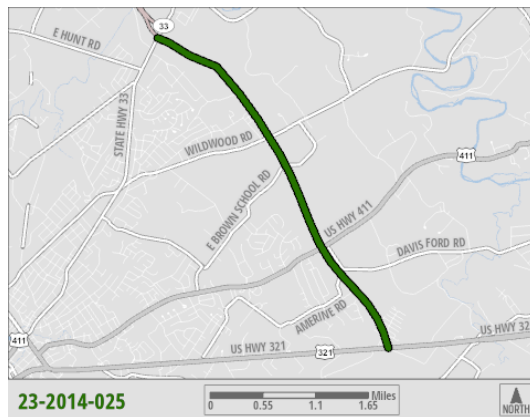 33
E HUNT RD
STATE HWY 33
WILDWOOD RD
411
E BROWN SCHOOL RD
US HWY 411
DAVIS FORD RD
AMERINE RD
US HWY 32
411
US HWY 321
321
23-2014-025
Miles
0 0.55 1.1 1.65
NORTH